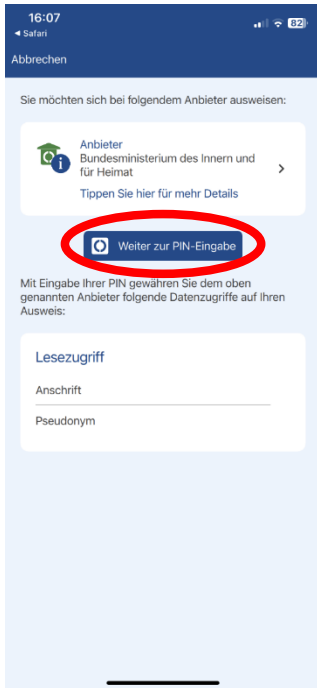 16:07
82
◀ Safari
Abbrechen
Sie möchten sich bei folgendem Anbieter ausweisen:
Anbieter
Bundesministerium des Innern und
für Heimat
Tippen Sie hier für mehr Details
Weiter zur PIN-Eingabe
Mit Eingabe Ihrer PIN gewähren Sie dem oben
genannten Anbieter folgende Datenzugriffe auf Ihren
Ausweis:
Lesezugriff
Anschrift
Pseudonym